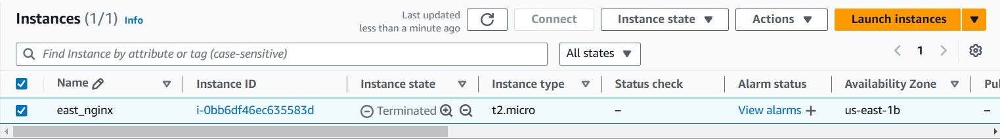 Instances (1/1) Info
Last updated
less than a minute ago
Connect
Instance state
Actions
Launch instances
Find Instance by attribute or tag (case-sensitive)
All states
1
Name Instance ID Instance state Instance type Status check Alarm status Availability Zone Pu
east_nginx i-0bb6df46ec635583d Terminated t2.micro – View alarms + us-east-1b –